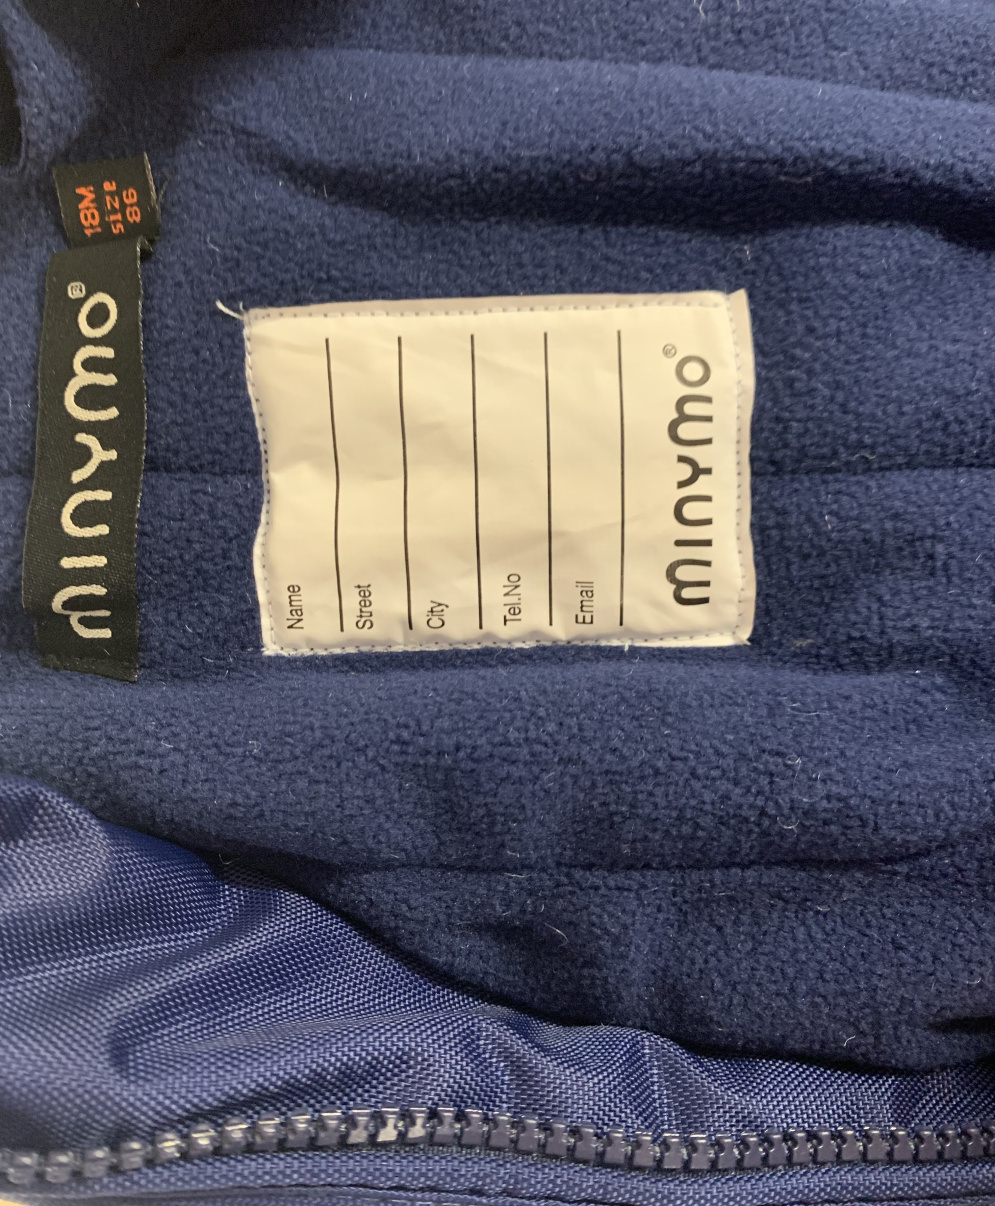 18M
size
86
minymo®
Name
Street
City
Tel.No
Email
minymo®